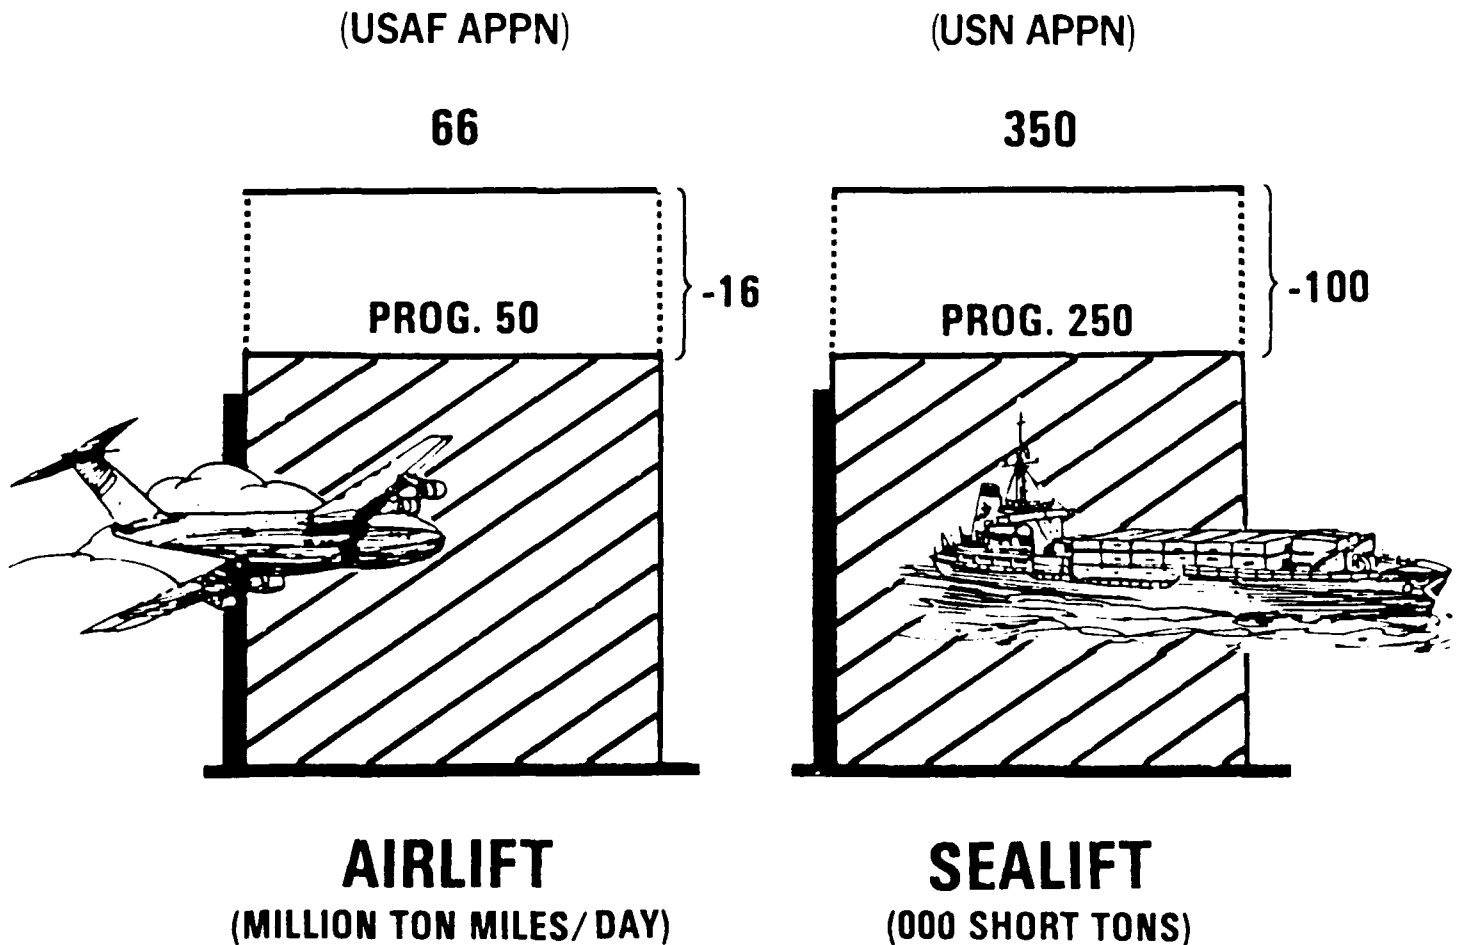 (USAF APPN)
66
-16
PROG. 50
AIRLIFT
(MILLION TON MILES/DAY)
(USN APPN)
350
-100
PROG. 250
SEALIFT
(000 SHORT TONS)